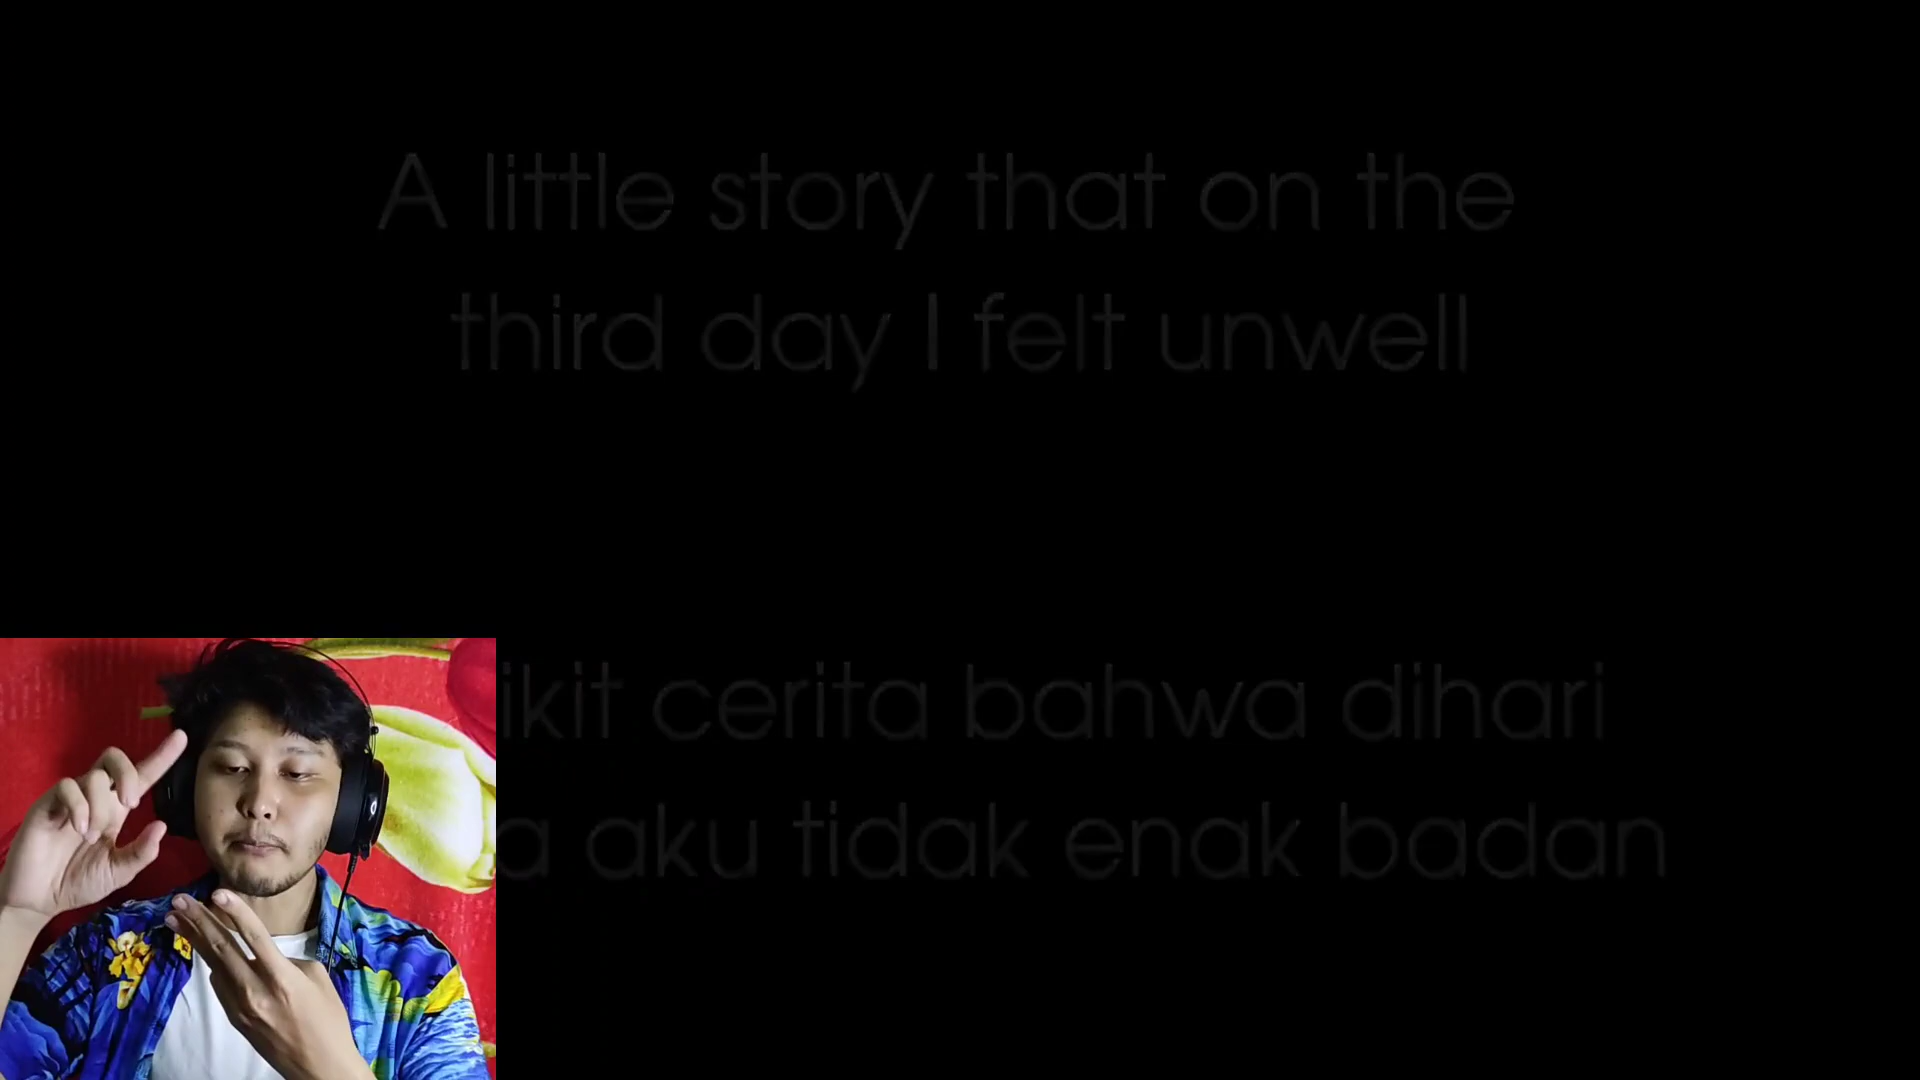 A little story that on the
third day I felt unwell
ikit cerita bahwa dihari
a aku tidak enak badan